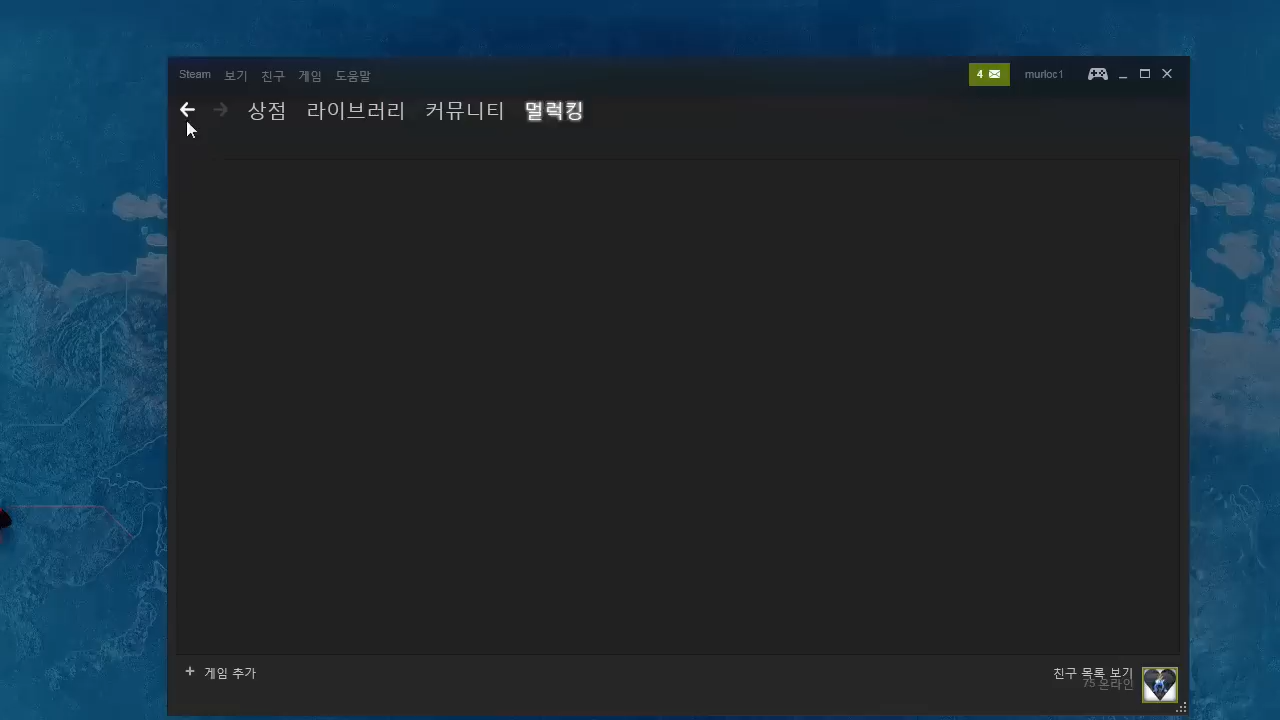 Steam 보기 친구 게임 도움말 4 murloc1
상점 라이브러리 커뮤니티 멀럭킹
+ 게임 추가 친구 목록 보기
75 온라인